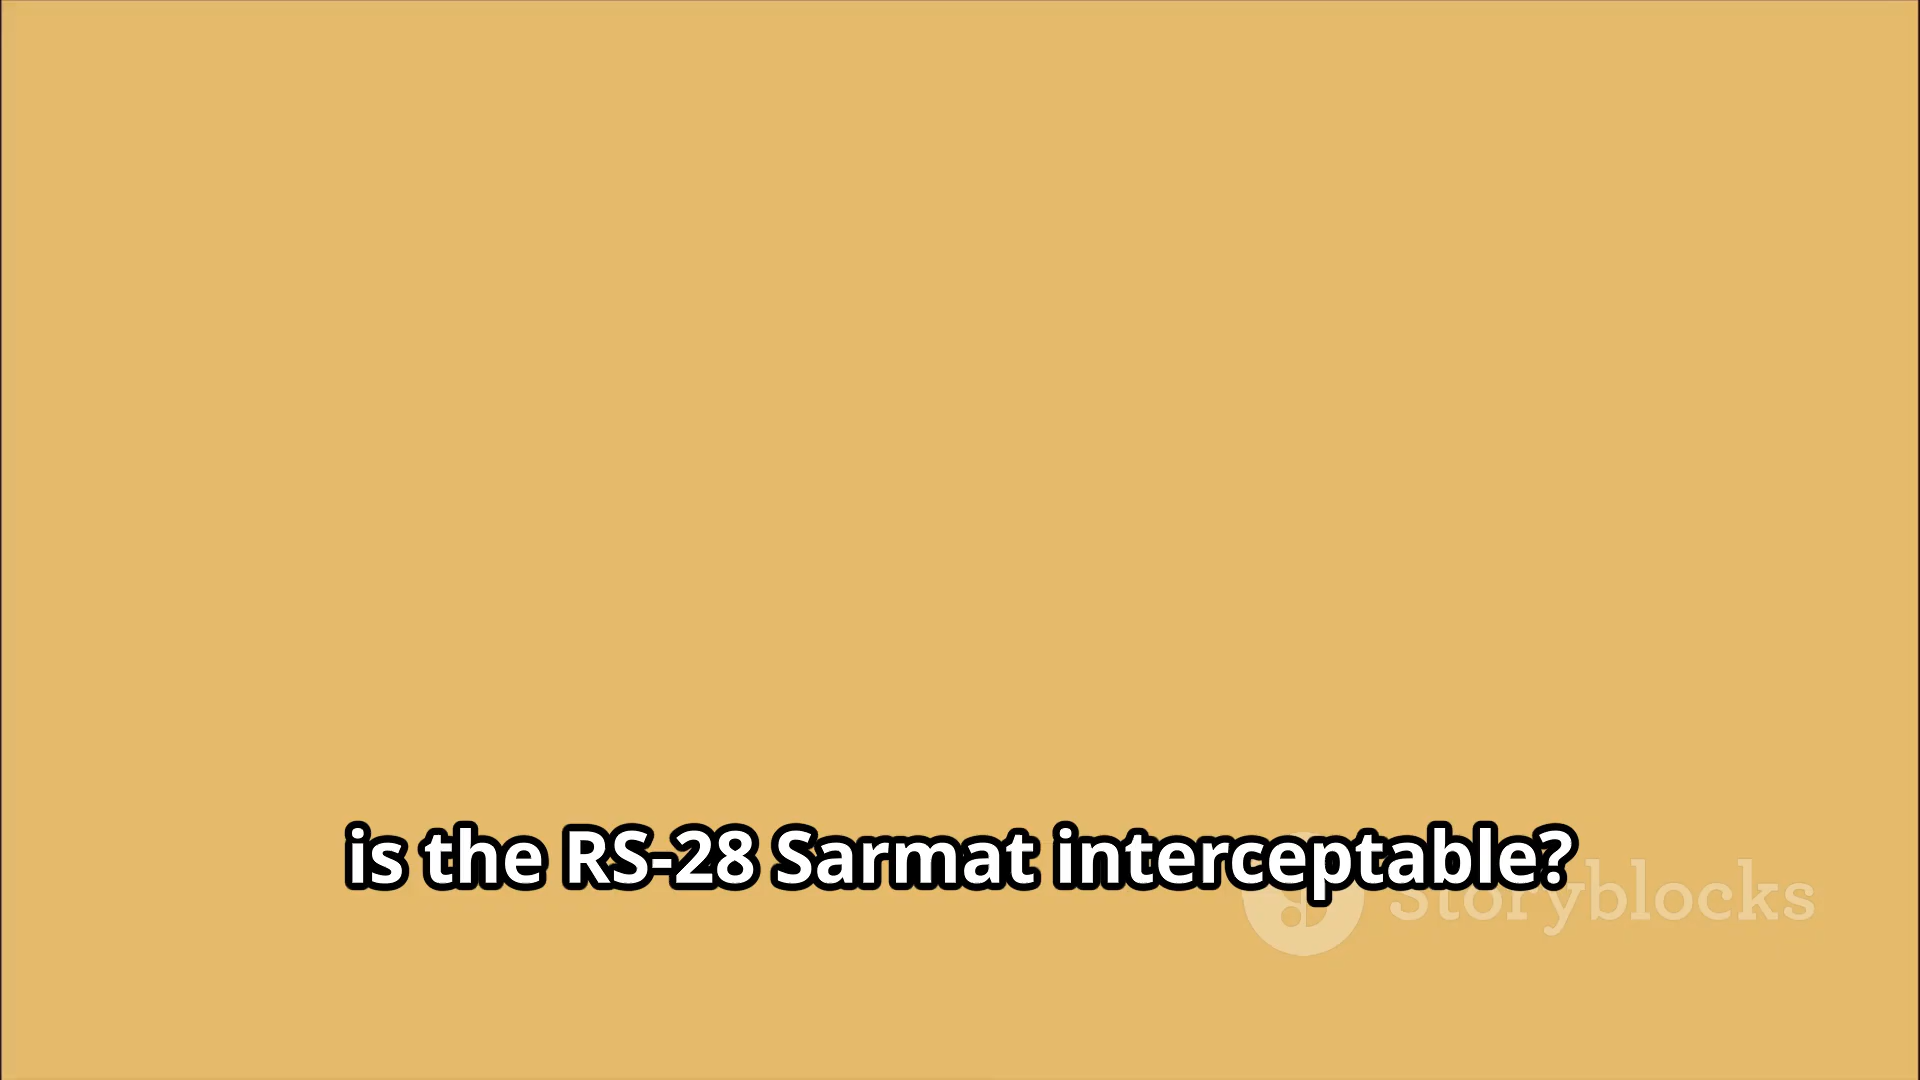 is the RS-28 Sarmat interceptable?
Storyblocks